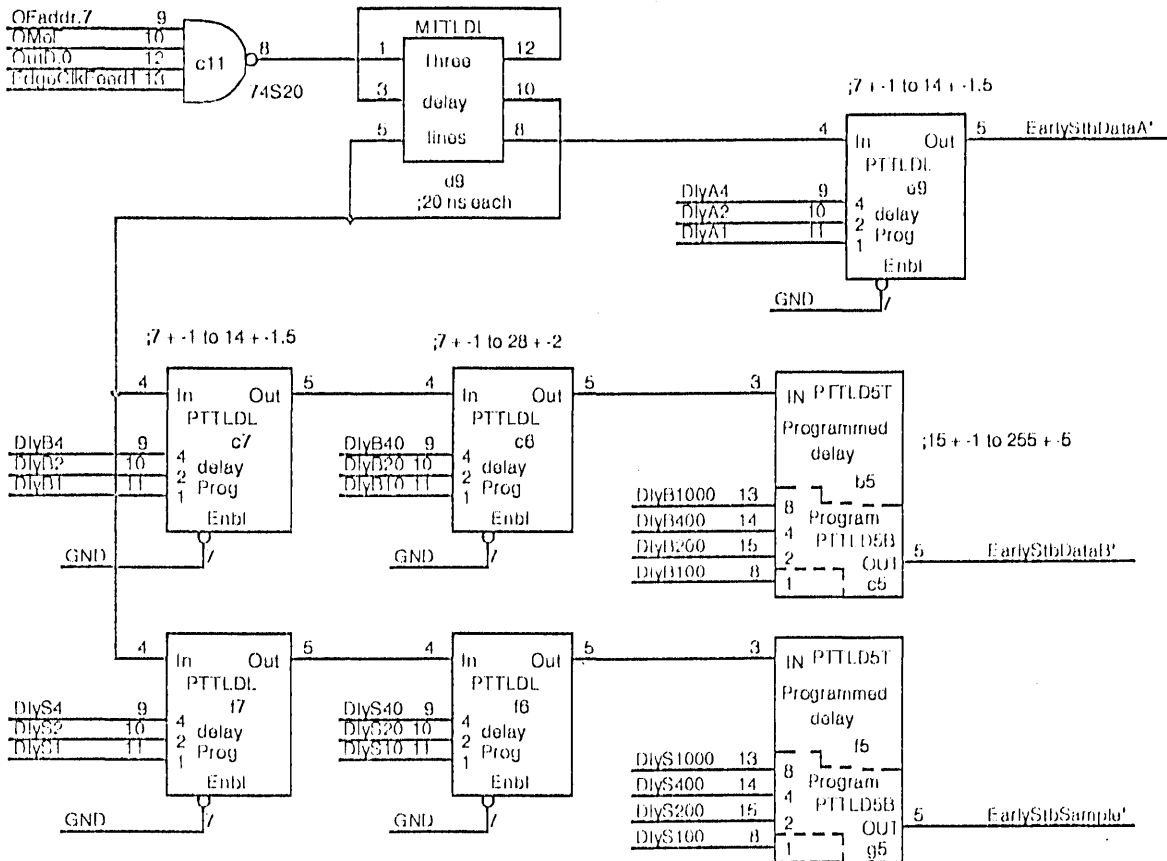 OFaddr.7 9
OMot 10
OutD.0 12
EdgeClkFeed1 13
c11
8
74S20
MTTLDL
1 Three 12
3 delay 10
5 lines 8
d9
;20 ns each
;7 + -1 to 14 + -1.5
4 In Out 5 EarlyStbDataA'
PTTLDL
e9
DlyA4 9 4
DlyA2 10 2 delay
DlyA1 11 1 Prog
Enbl
GND 7
;7 + -1 to 14 + -1.5
4 In Out 5
PTTLDL
c7
DlyB4 9 4
DlyB2 10 2 delay
DlyB1 11 1 Prog
Enbl
GND 7
;7 + -1 to 28 + -2
4 In Out 5
PTTLDL
c6
DlyB40 9 4
DlyB20 10 2 delay
DlyB10 11 1 Prog
Enbl
GND 7
3 IN PTTLD5T
Programmed
delay
b5
;15 + -1 to 255 + -5
DlyB1000 13 8
DlyB400 14 4 Program
DlyB200 15 2 PTTLD5B
DlyB100 8 1
OUT 5 EarlyStbDataB'
c5
4 In Out 5
PTTLDL
f7
DlyS4 9 4
DlyS2 10 2 delay
DlyS1 11 1 Prog
Enbl
GND 7
4 In Out 5
PTTLDL
f6
DlyS40 9 4
DlyS20 10 2 delay
DlyS10 11 1 Prog
Enbl
GND 7
3 IN PTTLD5T
Programmed
delay
f5
DlyS1000 13 8
DlyS400 14 4 Program
DlyS200 15 2 PTTLD5B
DlyS100 8 1
OUT 5 EarlyStbSample'
g5